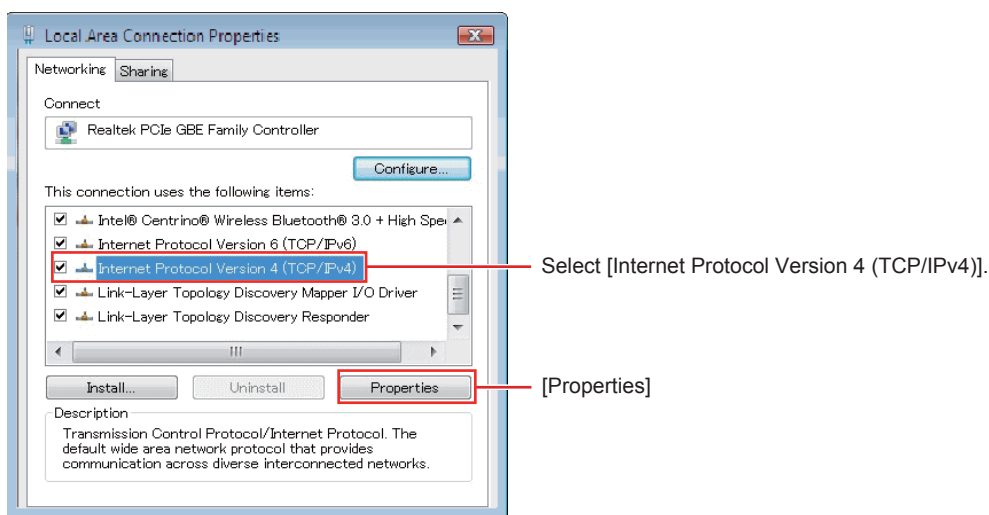 Local Area Connection Properties
Networking Sharing
Connect
Realtek PCIe GBE Family Controller
Configure...
This connection uses the following items:
Intel® Centrino® Wireless Bluetooth® 3.0 + High Spe
Internet Protocol Version 6 (TCP/IPv6)
Internet Protocol Version 4 (TCP/IPv4)
Select [Internet Protocol Version 4 (TCP/IPv4)].
Link-Layer Topology Discovery Mapper I/O Driver
Link-Layer Topology Discovery Responder
Install... Uninstall Properties
[Properties]
Description
Transmission Control Protocol/Internet Protocol. The
default wide area network protocol that provides
communication across diverse interconnected networks.